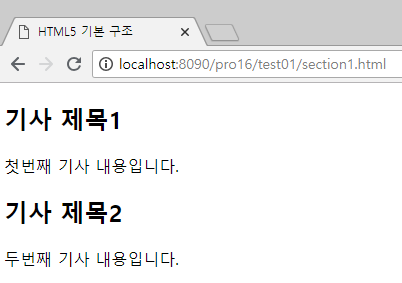 HTML5 기본 구조
localhost:8090/pro16/test01/section1.html
기사 제목1
첫번째 기사 내용입니다.
기사 제목2
두번째 기사 내용입니다.